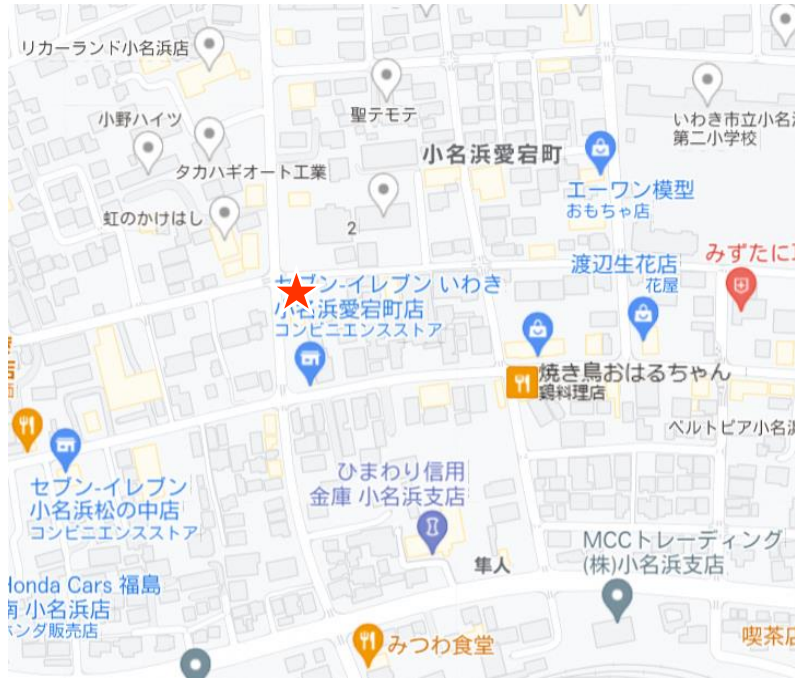 リカーランド小名浜店
聖テモテ
小野ハイツ
いわき市立小名浜
第二小学校
小名浜愛宕町
タカハギオート工業
エーワン模型
おもちゃ店
虹のかけはし
2
みずたに
渡辺生花店
花屋
セブン-イレブン いわき
小名浜愛宕町店
コンビニエンスストア
焼き鳥おはるちゃん
鶏料理店
店
ベルトピア小名浜
ひまわり信用
金庫 小名浜支店
セブン-イレブン
小名浜松の中店
コンビニエンスストア
MCCトレーディング
(株)小名浜支店
隼人
Honda Cars 福島
南 小名浜店
ホンダ販売店
みつわ食堂
喫茶店